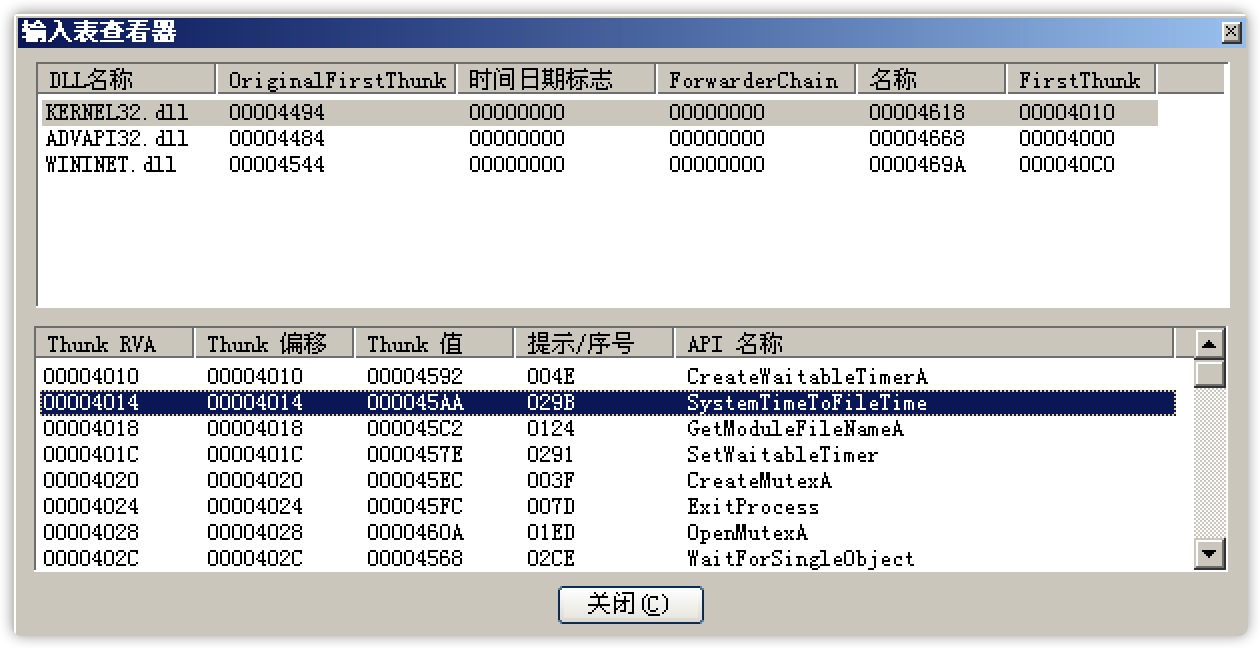 输入表查看器
DLL名称 OriginalFirstThunk 时间日期标志 ForwarderChain 名称 FirstThunk
KERNEL32.dll 00004494 00000000 00000000 00004618 00004010
ADVAPI32.dll 00004484 00000000 00000000 00004668 00004000
WININET.dll 00004544 00000000 00000000 0000469A 000040C0
Thunk RVA Thunk 偏移 Thunk 值 提示/序号 API 名称
00004010 00004010 00004592 004E CreateWaitableTimerA
00004014 00004014 000045AA 029B SystemTimeToFileTime
00004018 00004018 000045C2 0124 GetModuleFileNameA
0000401C 0000401C 0000457E 0291 SetWaitableTimer
00004020 00004020 000045EC 003F CreateMutexA
00004024 00004024 000045FC 007D ExitProcess
00004028 00004028 0000460A 01ED OpenMutexA
0000402C 0000402C 00004568 02CE WaitForSingleObject
关闭(C)